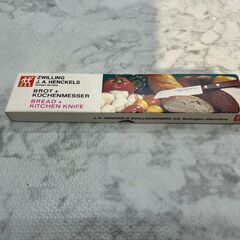 ZWILLING
J. A. HENCKELS
BROT +
KÜCHENMESSER
BREAD +
KITCHEN KNIFE
J. A. HENCKELS ZWILLINGSWERK AG Solingen-Germany